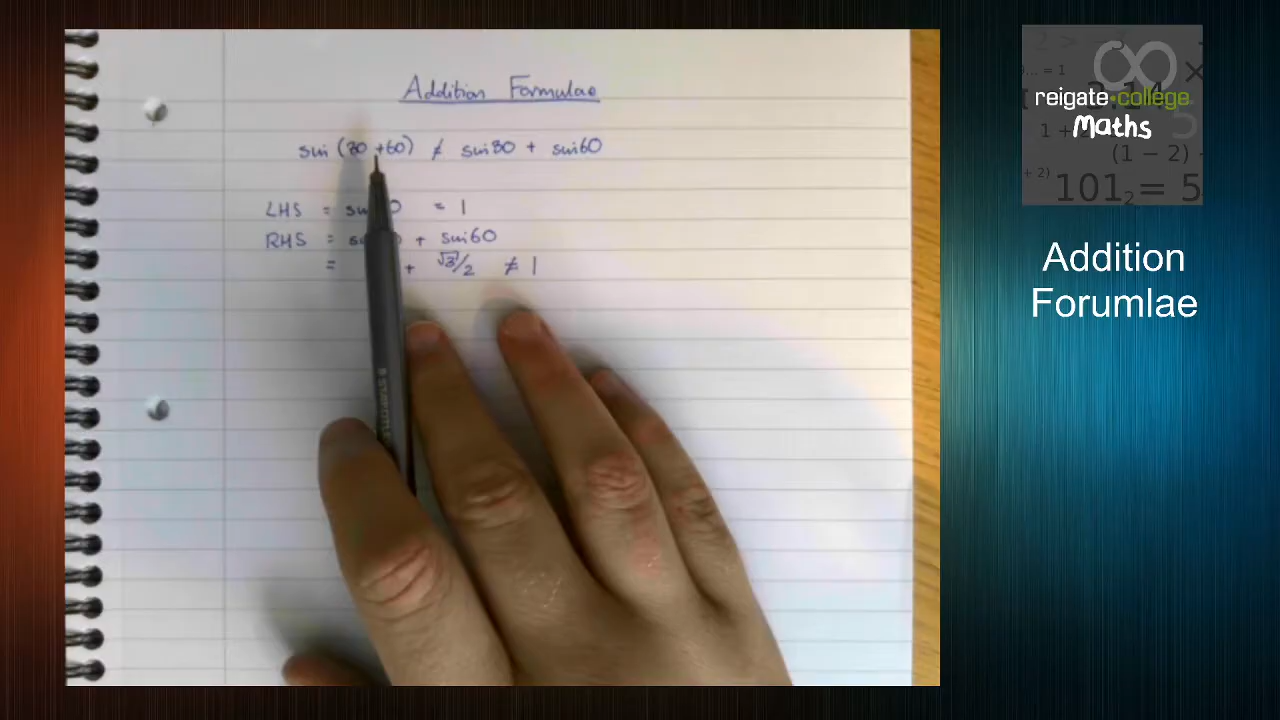 Addition Formulae
sin (30 +60) ≠ sin30 + sin60
LHS = = 1
RHS = + sin60
= + √3/2 ≠ 1
reigate·college
Maths
101₂ = 5
Addition
Forumlae